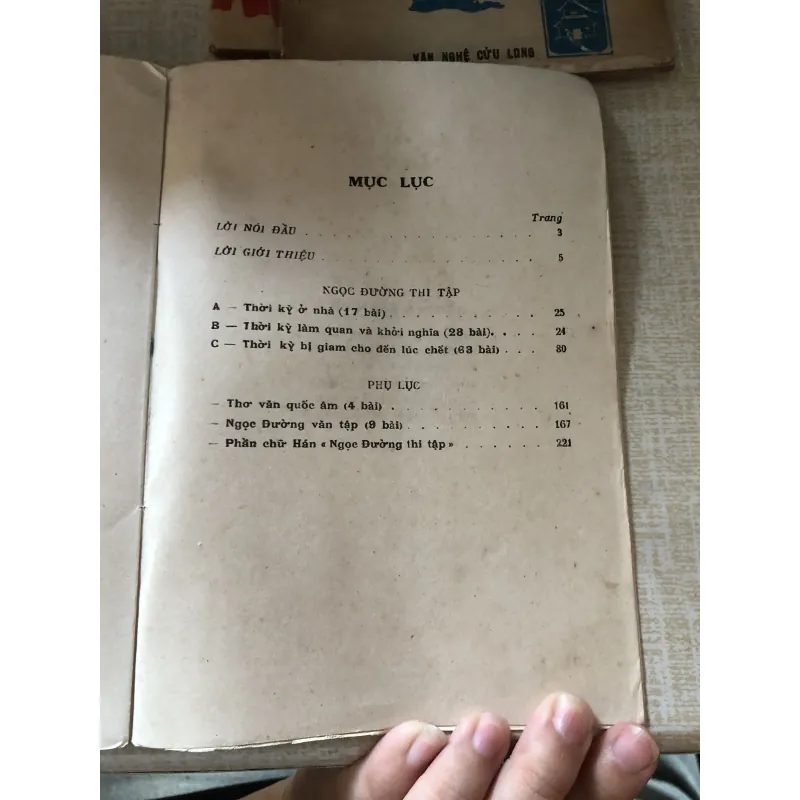 VĂN NGHỆ CỬU LONG
MỤC LỤC
Trang
LỜI NÓI ĐẦU . . . . . . . . . . . . 3
LỜI GIỚI THIỆU . . . . . . . . . . . 5
NGỌC ĐƯỜNG THI TẬP
A — Thời kỳ ở nhà (17 bài) . . . . . . . . . . 25
B — Thời kỳ làm quan và khởi nghĩa (28 bài). . . . 24
C — Thời kỳ bị giam cho đến lúc chết (63 bài) . . . 80
PHỤ LỤC
— Thơ văn quốc âm (4 bài) . . . . . . . . . 161
— Ngọc Đường văn tập (9 bài) . . . . . . . . 167
— Phần chữ Hán « Ngọc Đường thi tập » . . . . . . 221